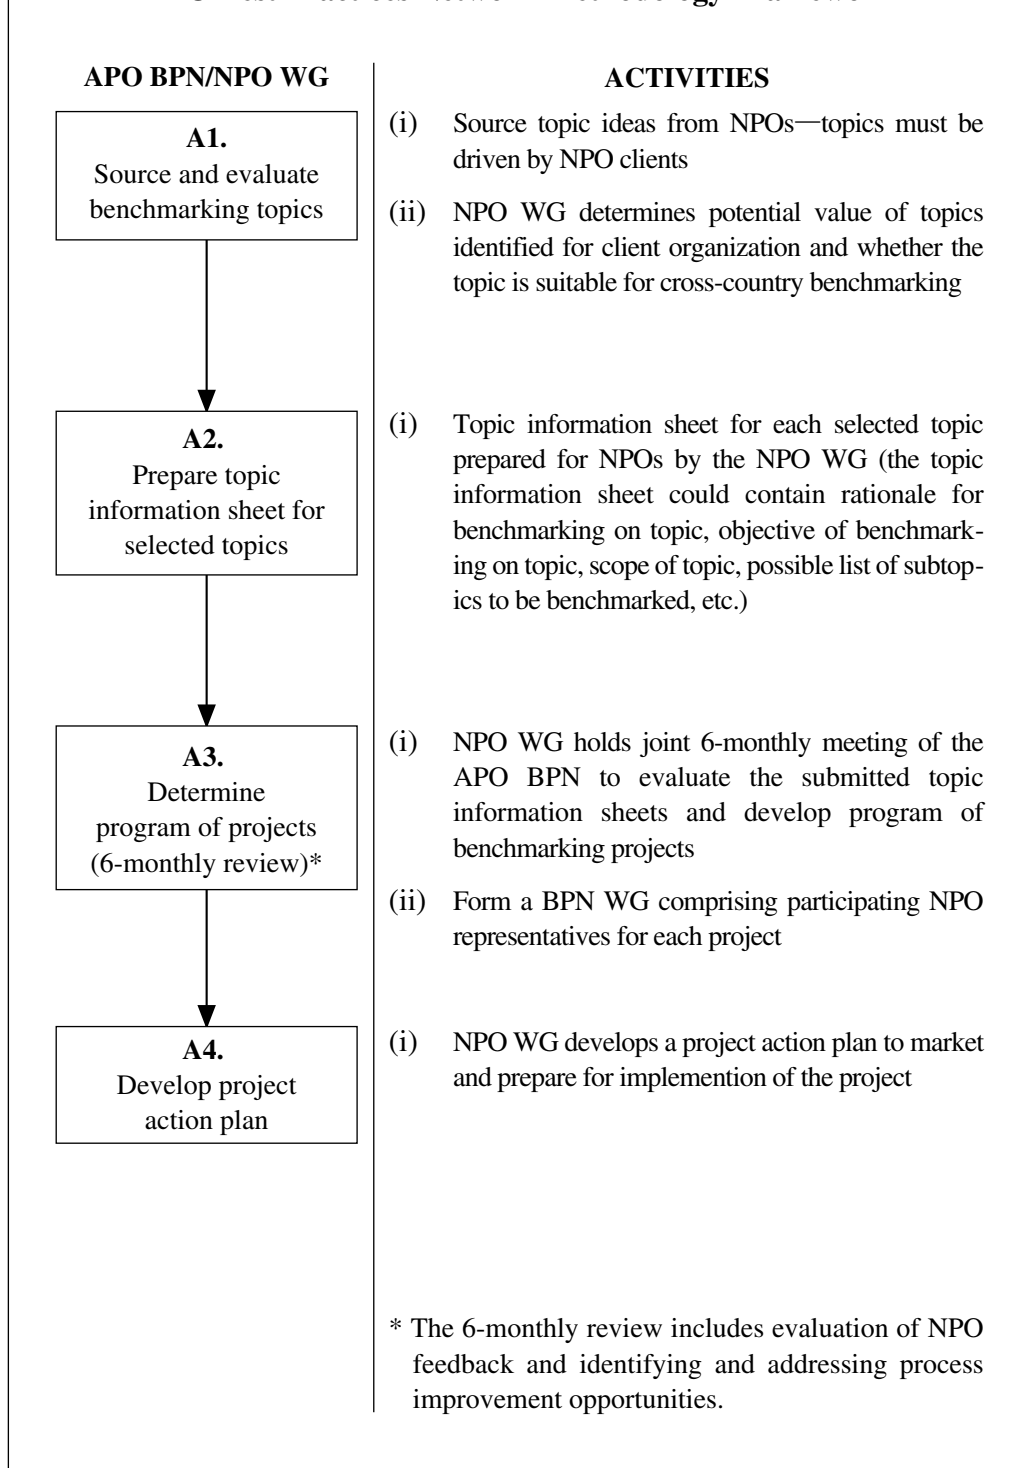 APO BPN/NPO WG
ACTIVITIES
A1.
Source and evaluate
benchmarking topics
(i) Source topic ideas from NPOs—topics must be
driven by NPO clients
(ii) NPO WG determines potential value of topics
identified for client organization and whether the
topic is suitable for cross-country benchmarking
A2.
Prepare topic
information sheet for
selected topics
(i) Topic information sheet for each selected topic
prepared for NPOs by the NPO WG (the topic
information sheet could contain rationale for
benchmarking on topic, objective of benchmark-
ing on topic, scope of topic, possible list of subtop-
ics to be benchmarked, etc.)
A3.
Determine
program of projects
(6-monthly review)*
(i) NPO WG holds joint 6-monthly meeting of the
APO BPN to evaluate the submitted topic
information sheets and develop program of
benchmarking projects
(ii) Form a BPN WG comprising participating NPO
representatives for each project
A4.
Develop project
action plan
(i) NPO WG develops a project action plan to market
and prepare for implemention of the project
* The 6-monthly review includes evaluation of NPO
feedback and identifying and addressing process
improvement opportunities.